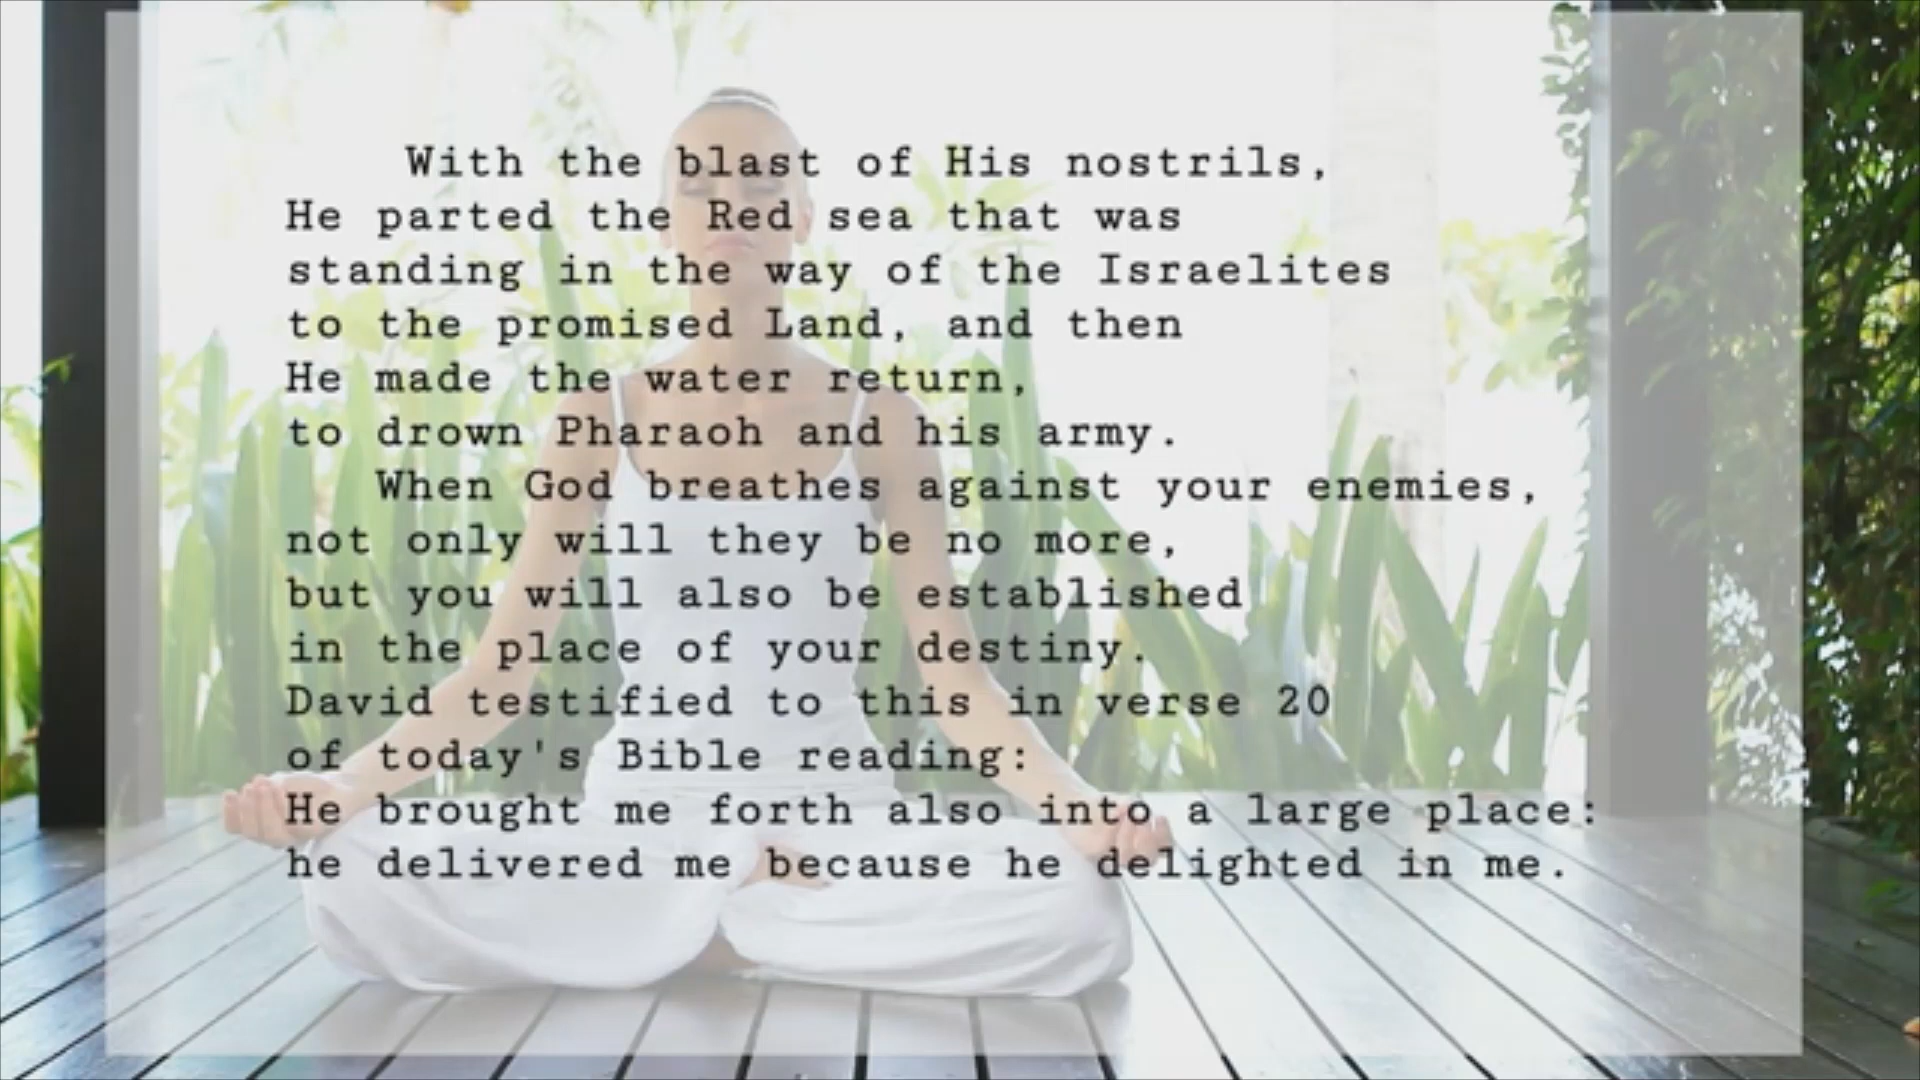 With the blast of His nostrils,
He parted the Red sea that was
standing in the way of the Israelites
to the promised Land, and then
He made the water return,
to drown Pharaoh and his army.
When God breathes against your enemies,
not only will they be no more,
but you will also be established
in the place of your destiny.
David testified to this in verse 20
of today's Bible reading:
He brought me forth also into a large place:
he delivered me because he delighted in me.